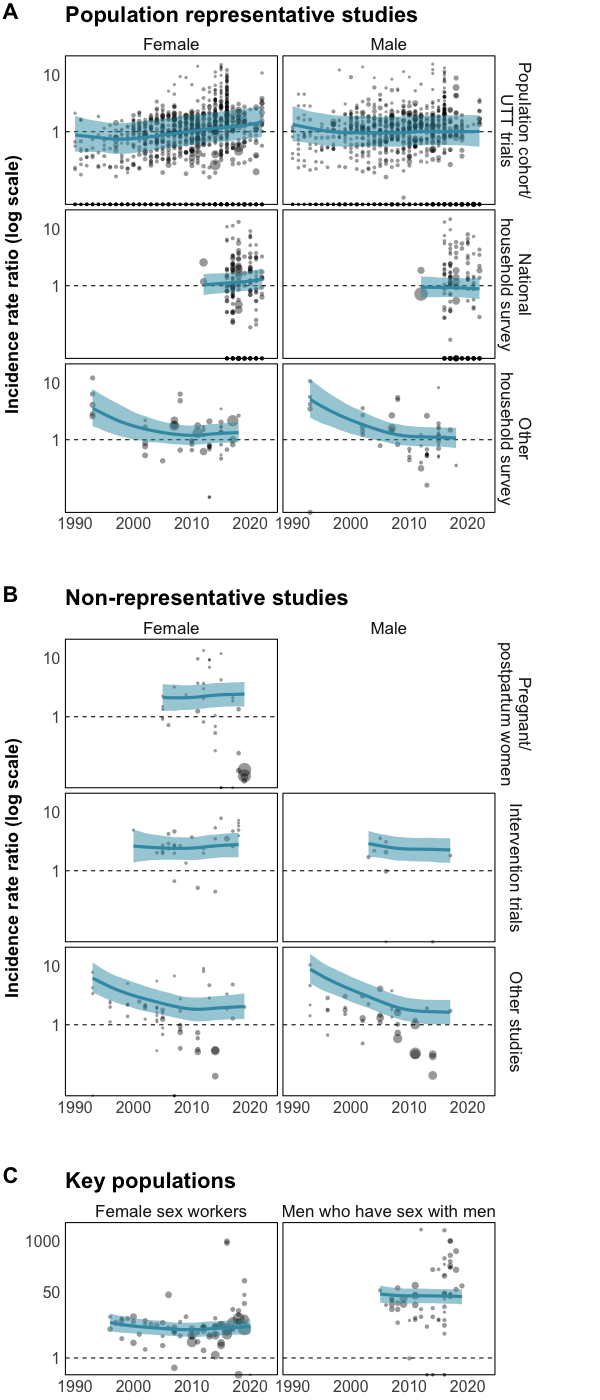 A
Population representative studies
Female
Male
Incidence rate ratio (log scale)
10
1
Population cohort/
UTT trials
10
1
National
household survey
10
1
Other
household survey
1990 2000 2010 2020
1990 2000 2010 2020
B
Non-representative studies
Female
Male
Incidence rate ratio (log scale)
10
1
Pregnant/
postpartum women
10
1
Intervention trials
10
1
Other studies
1990 2000 2010 2020
1990 2000 2010 2020
C
Key populations
Female sex workers
Men who have sex with men
1000
50
1
1990 2000 2010 2020
1990 2000 2010 2020